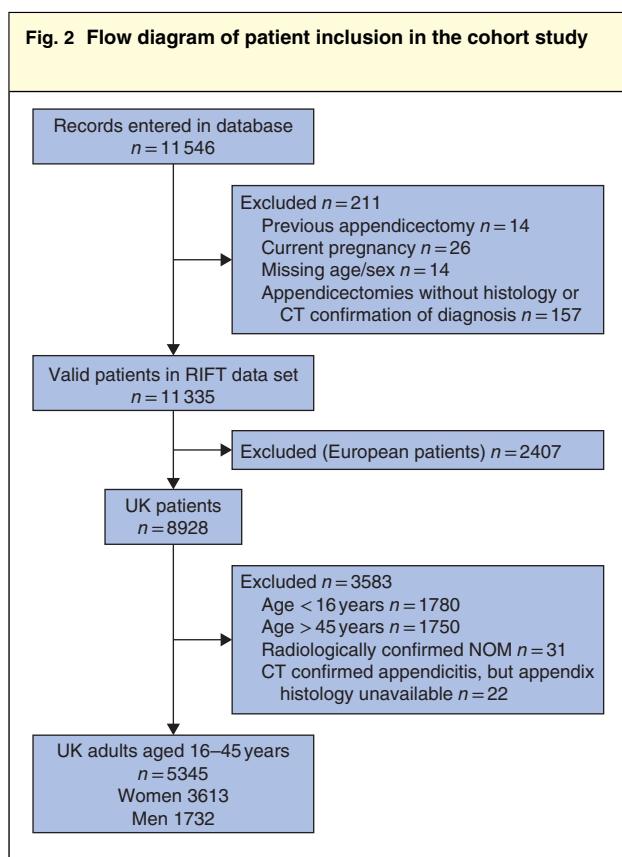 Fig. 2 Flow diagram of patient inclusion in the cohort study
Records entered in database
n = 11 546
Excluded n = 211
Previous appendicectomy n = 14
Current pregnancy n = 26
Missing age/sex n = 14
Appendicectomies without histology or
CT confirmation of diagnosis n = 157
Valid patients in RIFT data set
n = 11 335
Excluded (European patients) n = 2407
UK patients
n = 8928
Excluded n = 3583
Age < 16 years n = 1780
Age > 45 years n = 1750
Radiologically confirmed NOM n = 31
CT confirmed appendicitis, but appendix
histology unavailable n = 22
UK adults aged 16–45 years
n = 5345
Women 3613
Men 1732